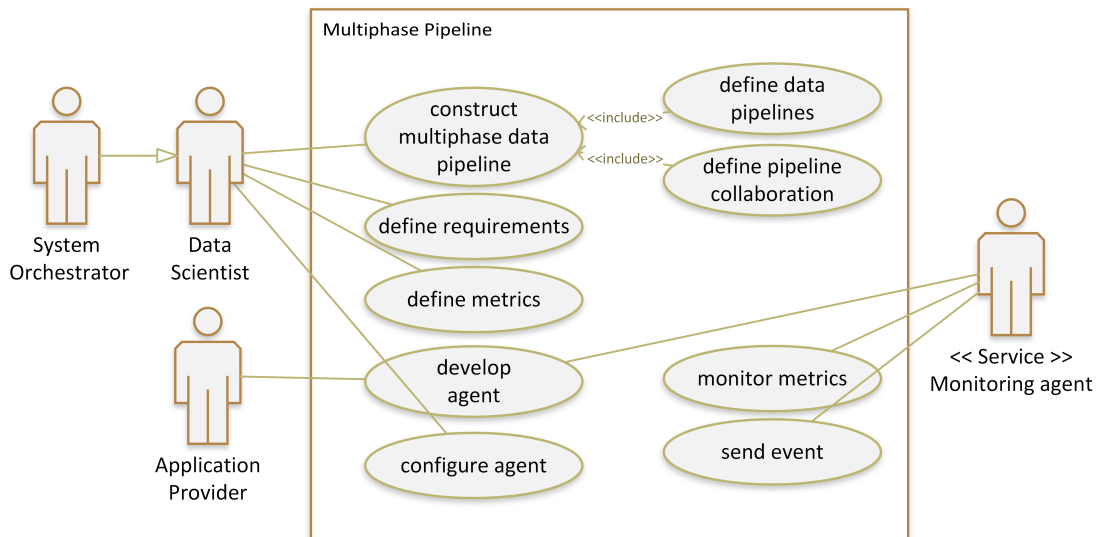 Multiphase Pipeline
construct
multiphase data
pipeline
<<include>>
define data
pipelines
<<include>>
define pipeline
collaboration
System
Orchestrator
Data
Scientist
define requirements
define metrics
develop
agent
monitor metrics
<< Service >>
Monitoring agent
Application
Provider
configure agent
send event